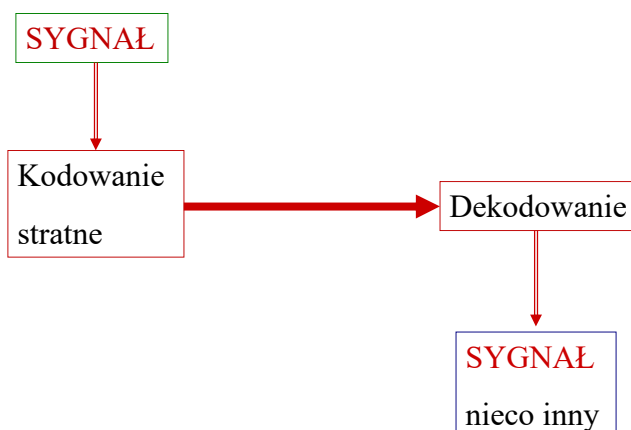 SYGNAŁ
Kodowanie
stratne
Dekodowanie
SYGNAŁ
nieco inny